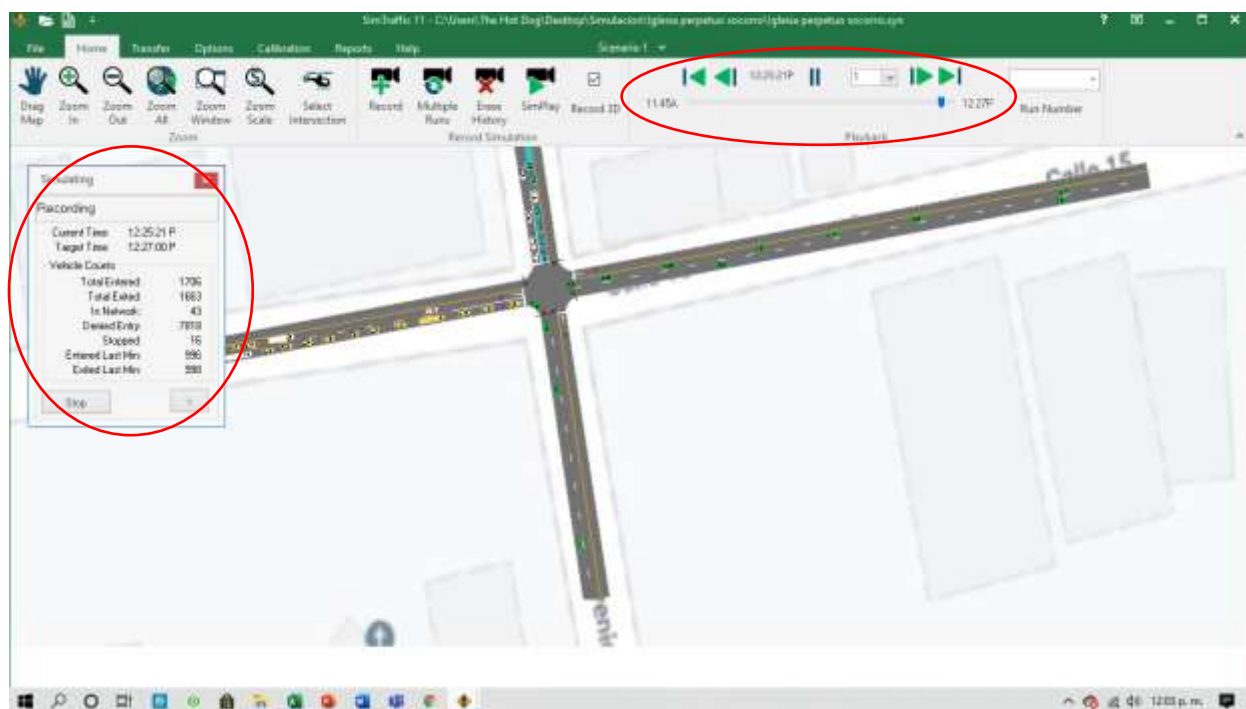 SimTraffic 11 - C:\Users\The Hot Dog\Desktop\Simulacion\Iglesia perpetuo socorro\Iglesia perpetuo socorro.syn
File Home Transfer Options Calibration Reports Help Scenario 1
Drag Map
Zoom In
Zoom Out
Zoom All
Zoom Window
Zoom Scale
Select Intersection
Record
Multiple Runs
Erase History
SimPlay
Record 3D
12:25:21P
1
11:45A
12:27P
Run Number
Zoom
Record Simulation
Playback
Simulating
Recording
Current Time: 12:25:21 P
Target Time: 12:27:00 P
Vehicle Counts
Total Entered: 1706
Total Exited: 1663
In Network: 43
Denied Entry: 7818
Stopped: 16
Entered Last Min: 996
Exited Last Min:
Stop
Calle 15
12:03 p. m.